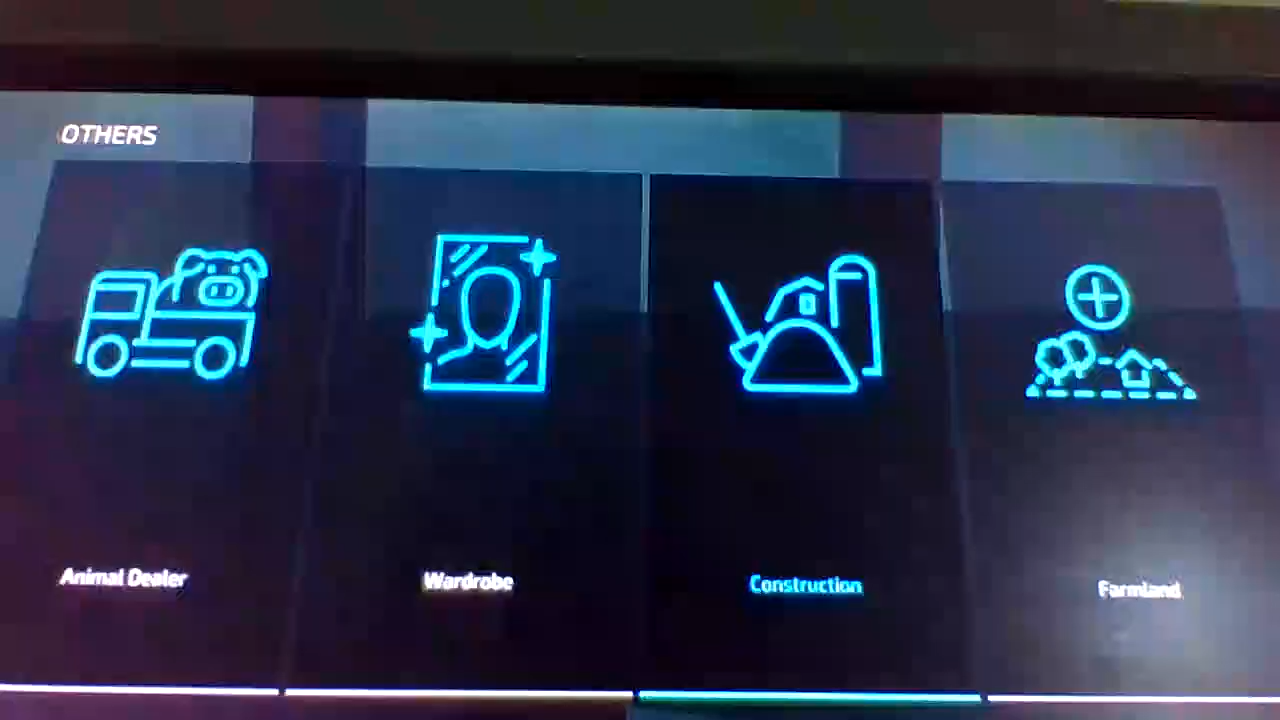 OTHERS
Animal Dealer
Wardrobe
Construction
Farmland